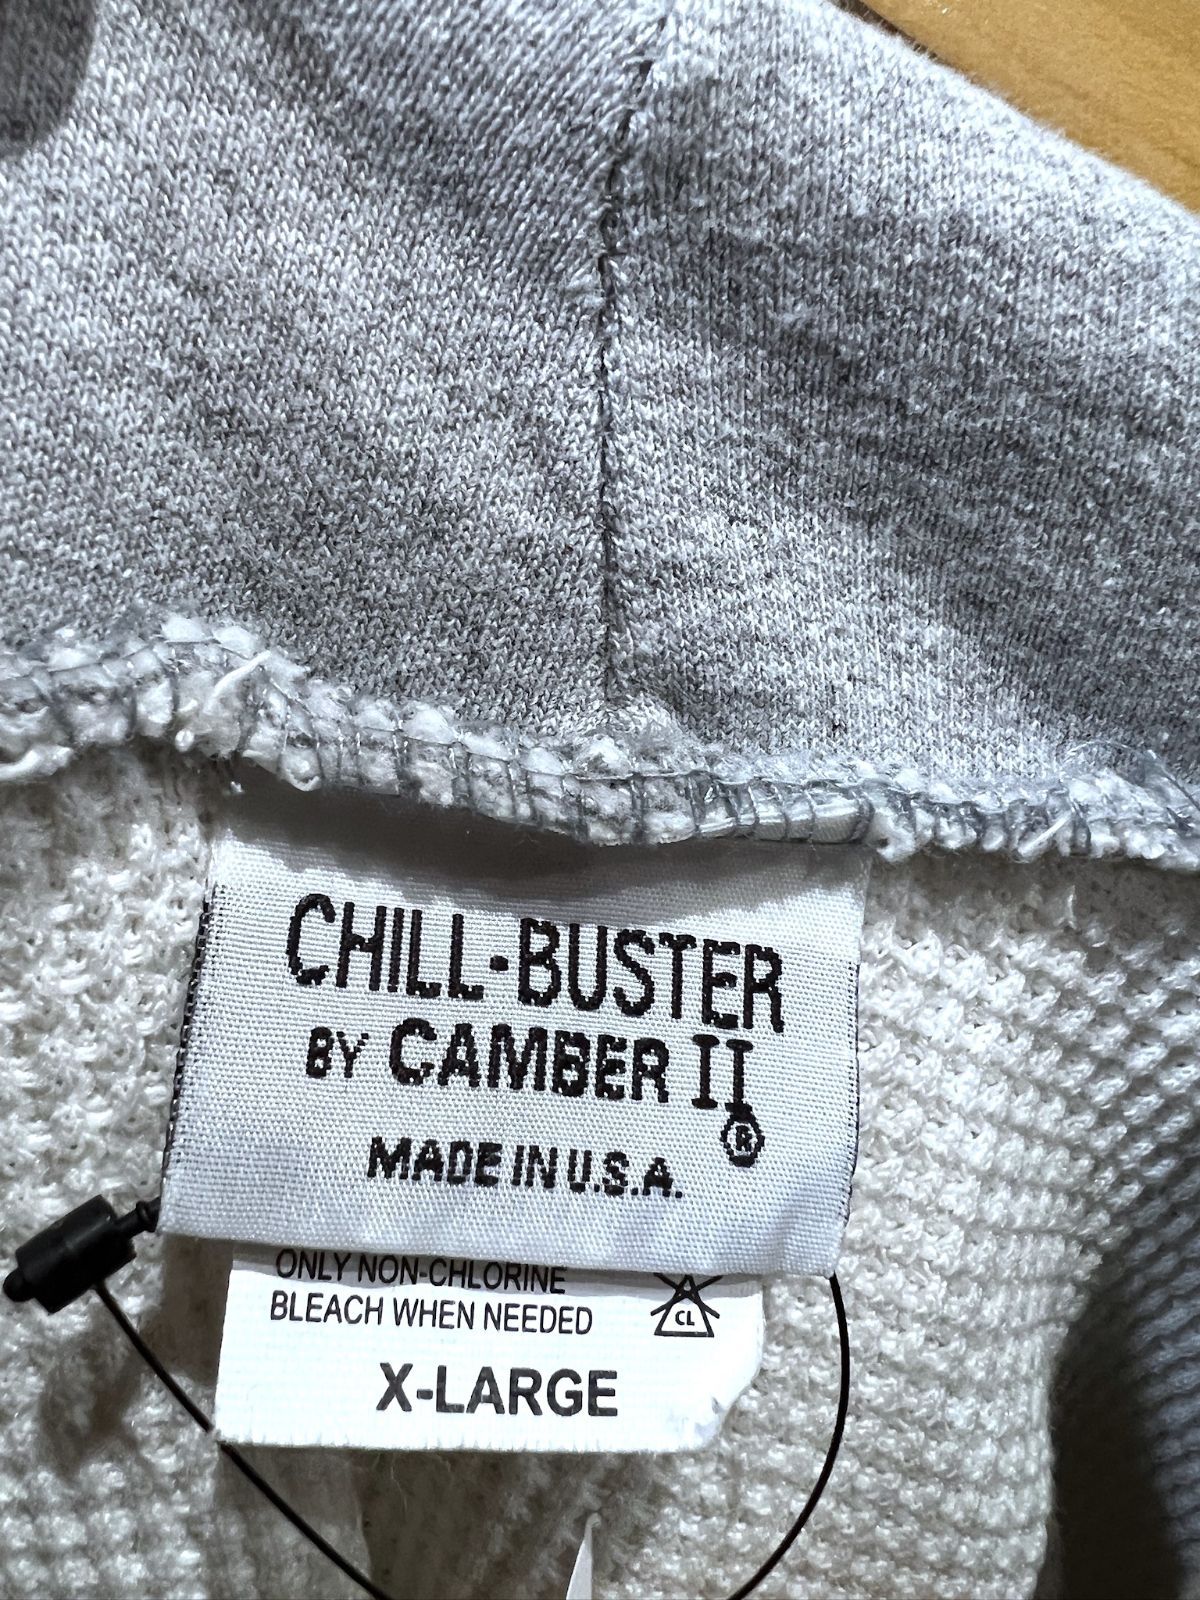 CHILL-BUSTER
BY CAMBER II
®
MADE IN U.S.A.
ONLY NON-CHLORINE
BLEACH WHEN NEEDED
CL
X-LARGE